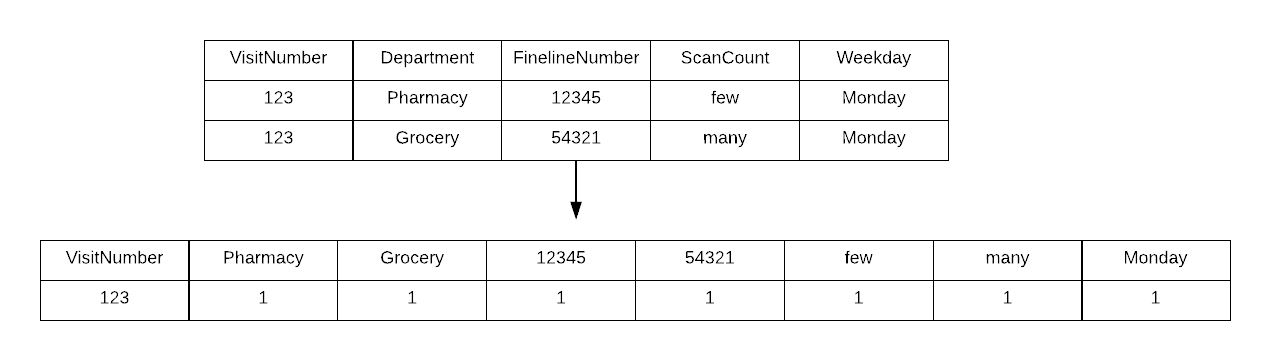 VisitNumber Department FinelineNumber ScanCount Weekday
123 Pharmacy 12345 few Monday
123 Grocery 54321 many Monday
VisitNumber Pharmacy Grocery 12345 54321 few many Monday
123 1 1 1 1 1 1 1